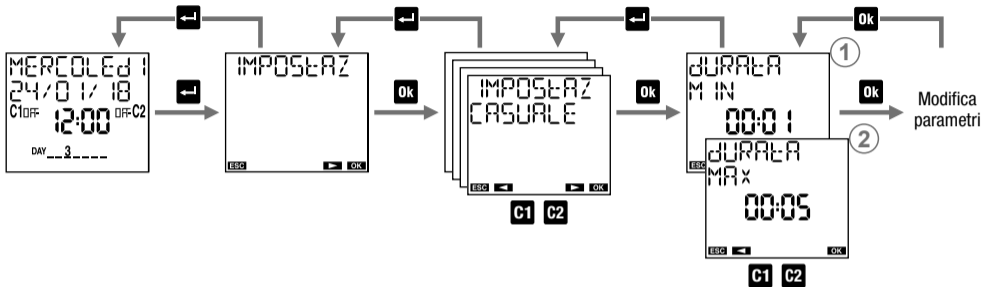 Ok
MERCOLEdI
24/01/ 18
C1OFF OFFC2
12:00
DAY __3____
IMPOStAZ
ESC OK
Ok
IMPOStAZ
CASUALE
ESC OK
C1 C2
Ok
1
dURAtA
MIN
00:01
ESC
2
dURAtA
MAX
00:05
ESC OK
C1 C2
Ok
Modifica
parametri